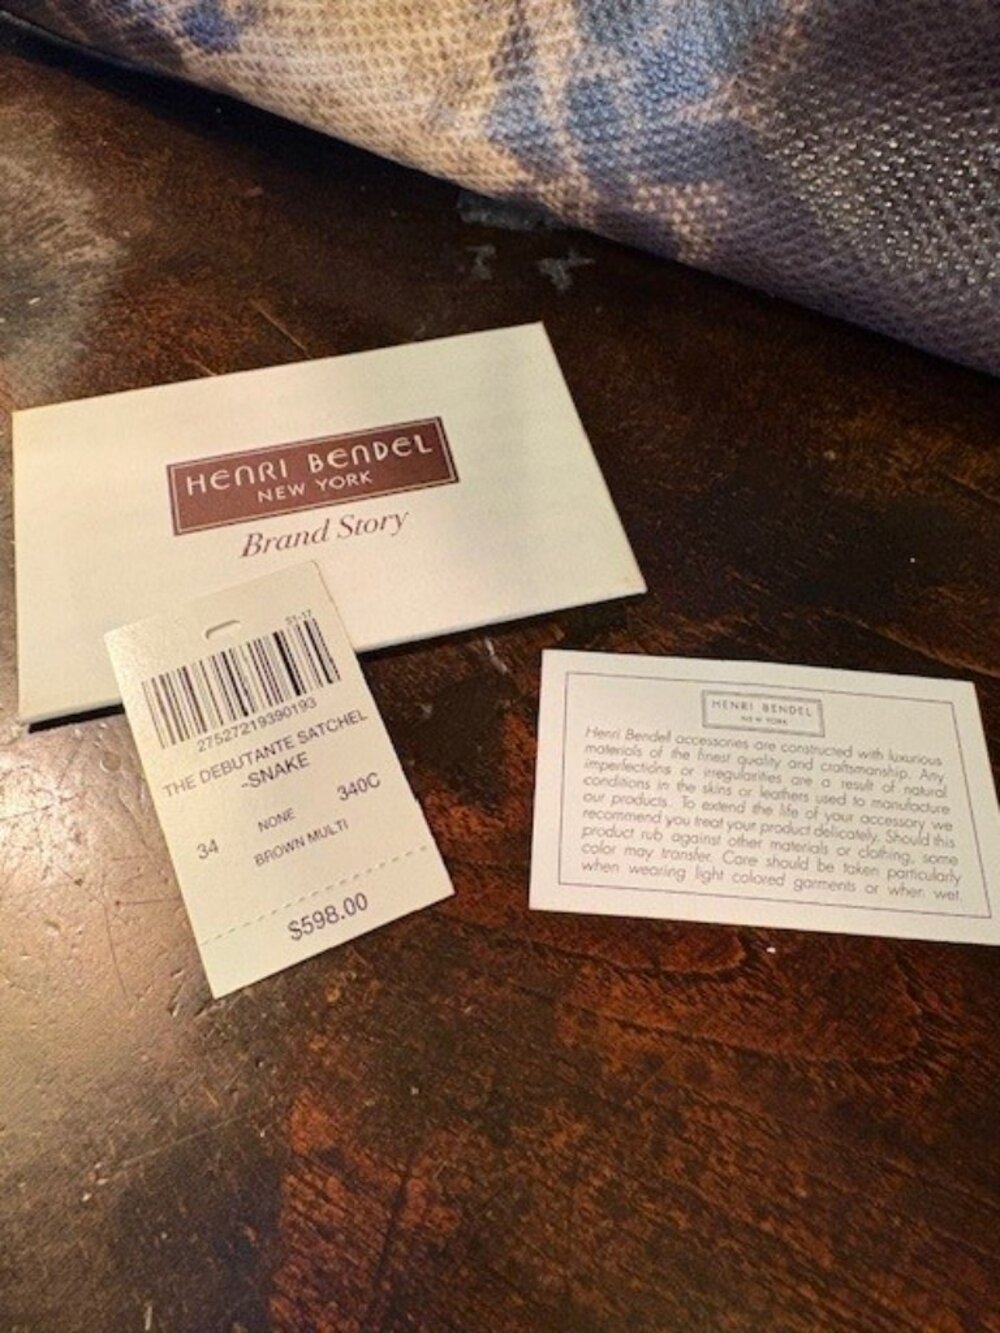 HENRI BENDEL
NEW YORK
Brand Story
27527219390193
THE DEBUTANTE SATCHEL
-SNAKE
NONE 340C
34 BROWN MULTI
$598.00
HENRI BENDEL
NEW YORK
Henri Bendel accessories are constructed with luxurious
materials of the finest quality and craftsmanship. Any
imperfections or irregularities are a result of natural
conditions in the skins or leathers used to manufacture
our products. To extend the life of your accessory we
recommend you treat your product delicately. Should this
product rub against other materials or clothing, some
color may transfer. Care should be taken particularly
when wearing light colored garments or when wet.